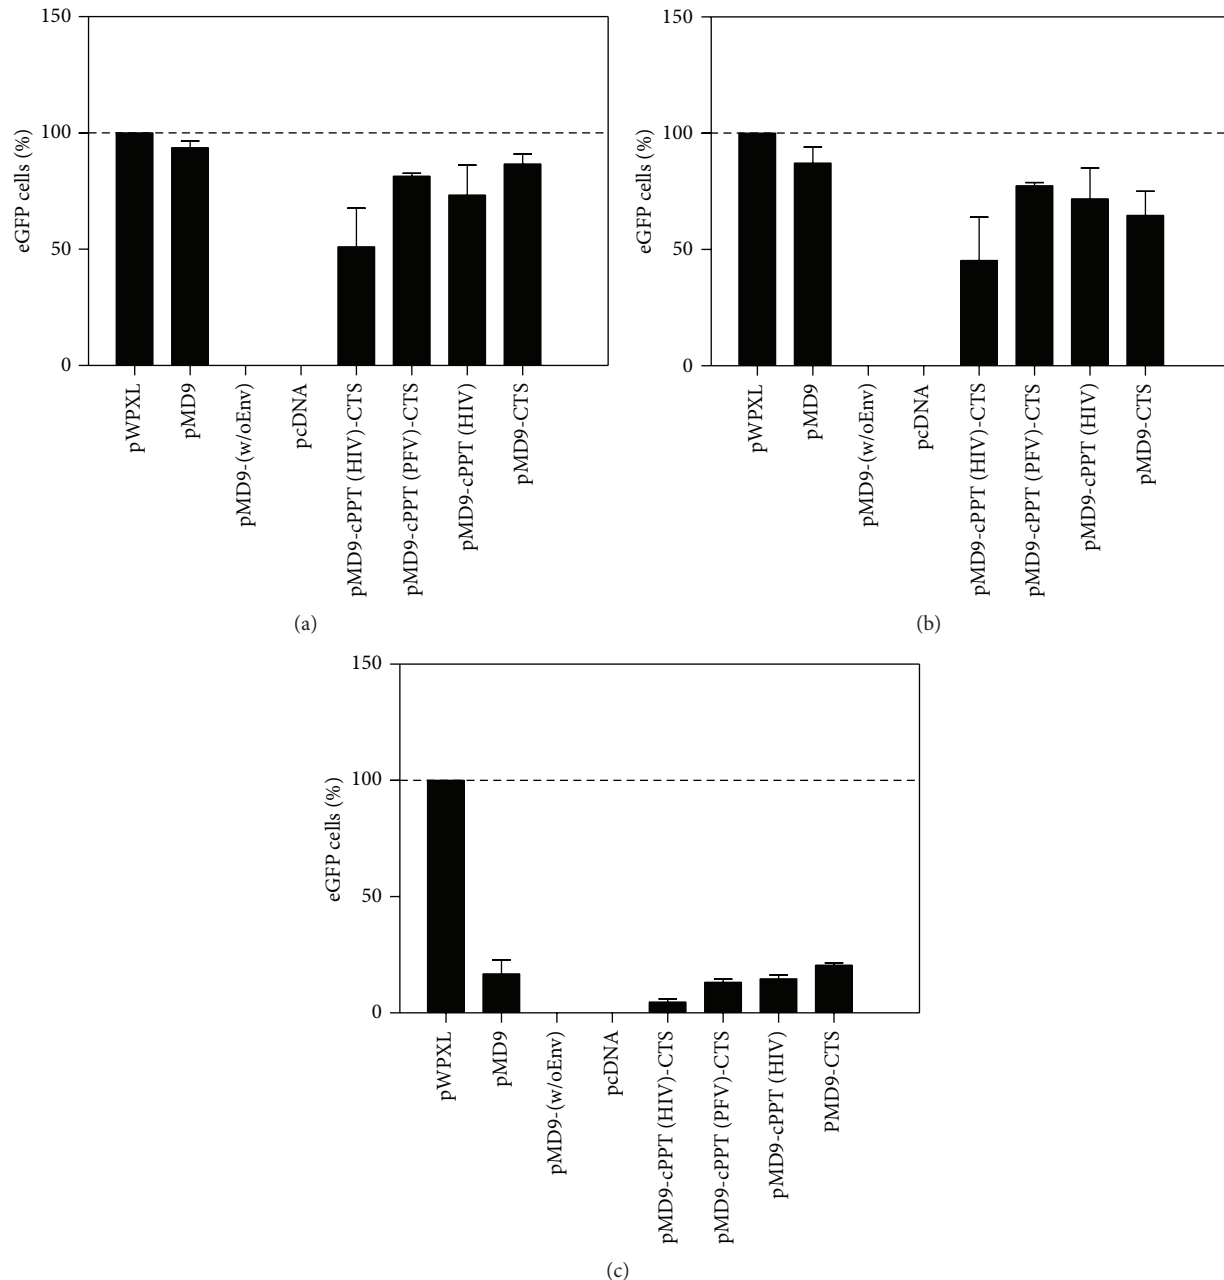 150
100
50
0
eGFP cells (%)
pWPXL
pMD9
pMD9-(w/oEnv)
pcDNA
pMD9-cPPT (HIV)-CTS
pMD9-cPPT (PFV)-CTS
pMD9-cPPT (HIV)
pMD9-CTS
(a)
150
100
50
0
eGFP cells (%)
pWPXL
pMD9
pMD9-(w/oEnv)
pcDNA
pMD9-cPPT (HIV)-CTS
pMD9-cPPT (PFV)-CTS
pMD9-cPPT (HIV)
pMD9-CTS
(b)
150
100
50
0
eGFP cells (%)
pWPXL
pMD9
pMD9-(w/oEnv)
pcDNA
pMD9-cPPT (HIV)-CTS
pMD9-cPPT (PFV)-CTS
pMD9-cPPT (HIV)
PMD9-CTS
(c)